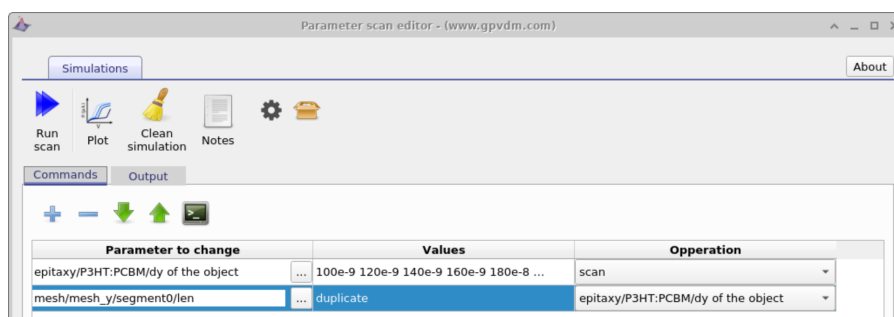 Parameter scan editor - (www.gpvdm.com)
Simulations
About
Run scan
Plot
Clean simulation
Notes
Commands
Output
Parameter to change
Values
Opperation
epitaxy/P3HT:PCBM/dy of the object
...
100e-9 120e-9 140e-9 160e-9 180e-8 ...
scan
mesh/mesh_y/segment0/len
...
duplicate
epitaxy/P3HT:PCBM/dy of the object